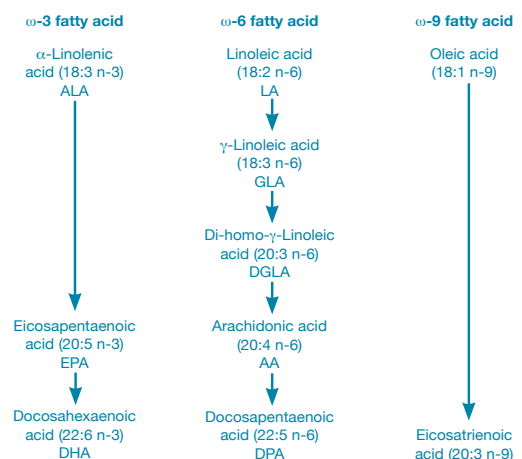 ω-3 fatty acid
α-Linolenic
acid (18:3 n-3)
ALA
Eicosapentaenoic
acid (20:5 n-3)
EPA
Docosahexaenoic
acid (22:6 n-3)
DHA
ω-6 fatty acid
Linoleic acid
(18:2 n-6)
LA
γ-Linoleic acid
(18:3 n-6)
GLA
Di-homo-γ-Linoleic
acid (20:3 n-6)
DGLA
Arachidonic acid
(20:4 n-6)
AA
Docosapentaenoic
acid (22:5 n-6)
DPA
ω-9 fatty acid
Oleic acid
(18:1 n-9)
Eicosatrienoic
acid (20:3 n-9)